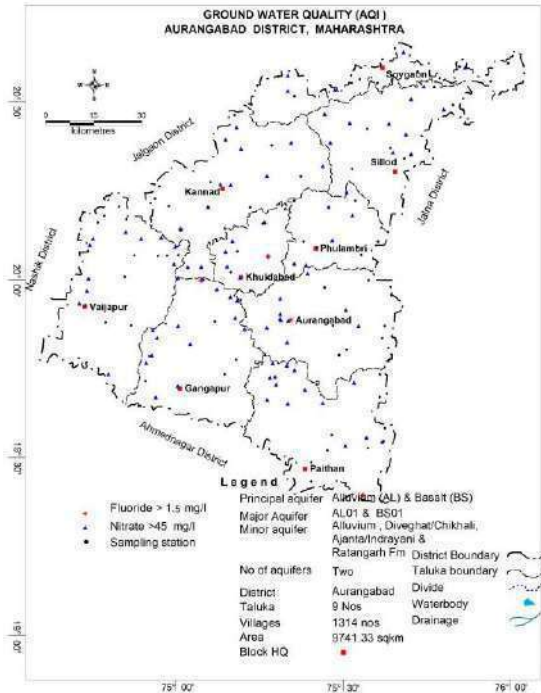 GROUND WATER QUALITY (AQI)
AURANGABAD DISTRICT, MAHARASHTRA
N
W E
S
30 0 15 30
kilometres
20°30'
20°00'
19°30'
19°00'
Soygaon
Jalgaon District
Sillod
Kannad
Jalna District
Phulambri
Khuldabad
Nashik District
Vaijapur
Aurangabad
Gangapur
Ahmednagar District
Paithan
Legend
Fluoride > 1.5 mg/l
Nitrate >45 mg/l
Sampling station
Principal aquifer Alluvium (AL) & Basalt (BS)
Major Aquifer AL01 & BS01
Minor aquifer Alluvium , Diveghat/Chikhali,
Ajanta/Indrayani &
Ratangarh Fm
No of aquifers Two
District Aurangabad
Taluka 9 Nos
Villages 1314 nos
Area 9741.33 sqkm
Block HQ
District Boundary
Taluka boundary
Divide
Waterbody
Drainage
75°00' 75°30' 76°00'